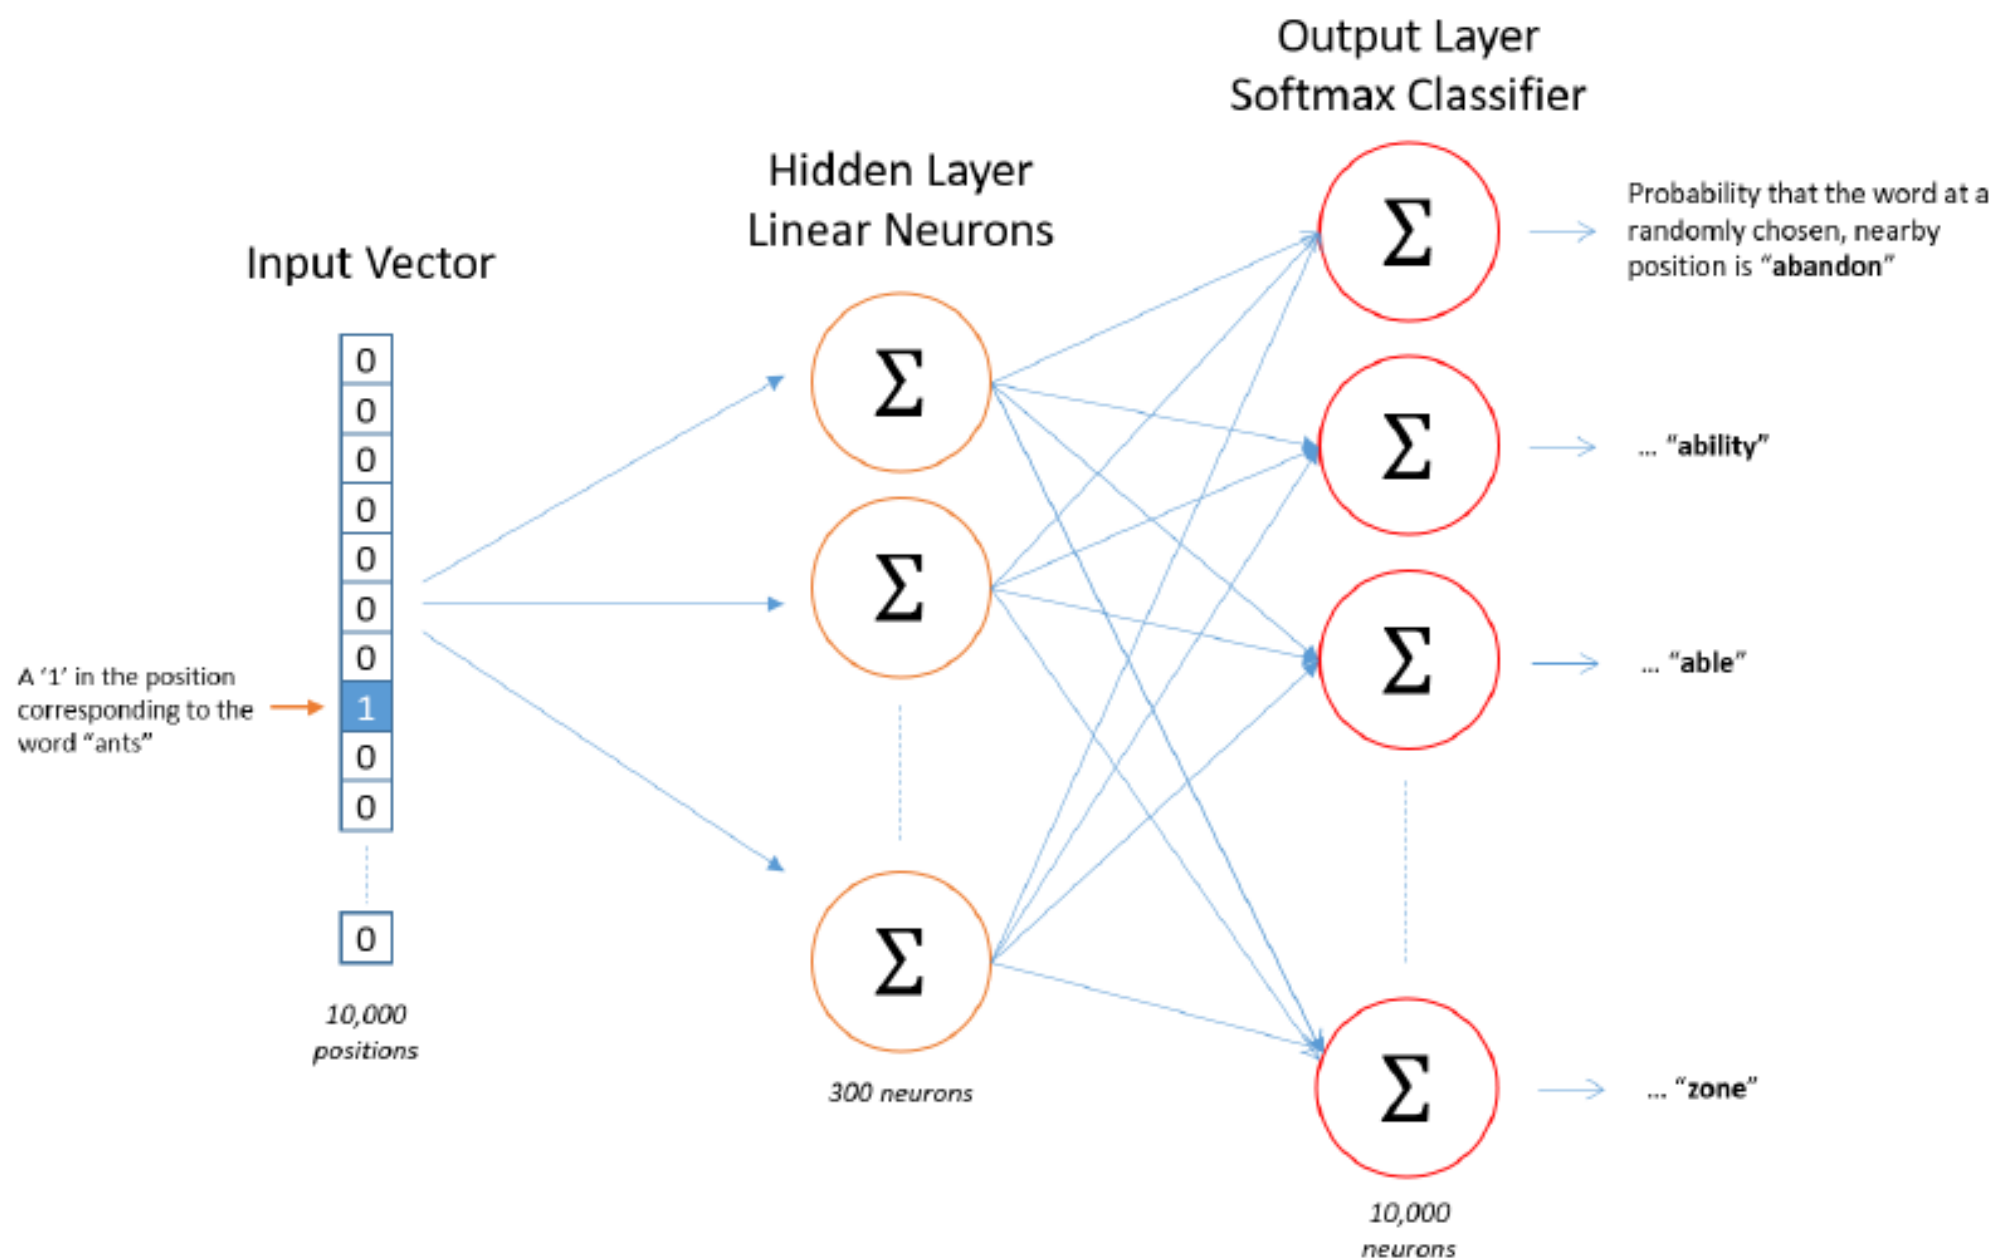 Output Layer
Softmax Classifier
Hidden Layer
Linear Neurons
Input Vector
0
0
0
0
0
0
0
1
0
0
0
A ‘1’ in the position
corresponding to the
word “ants”
10,000
positions
Σ
Σ
Σ
300 neurons
Σ
Σ
Σ
Σ
Probability that the word at a
randomly chosen, nearby
position is “abandon”
... “ability”
... “able”
... “zone”
10,000
neurons